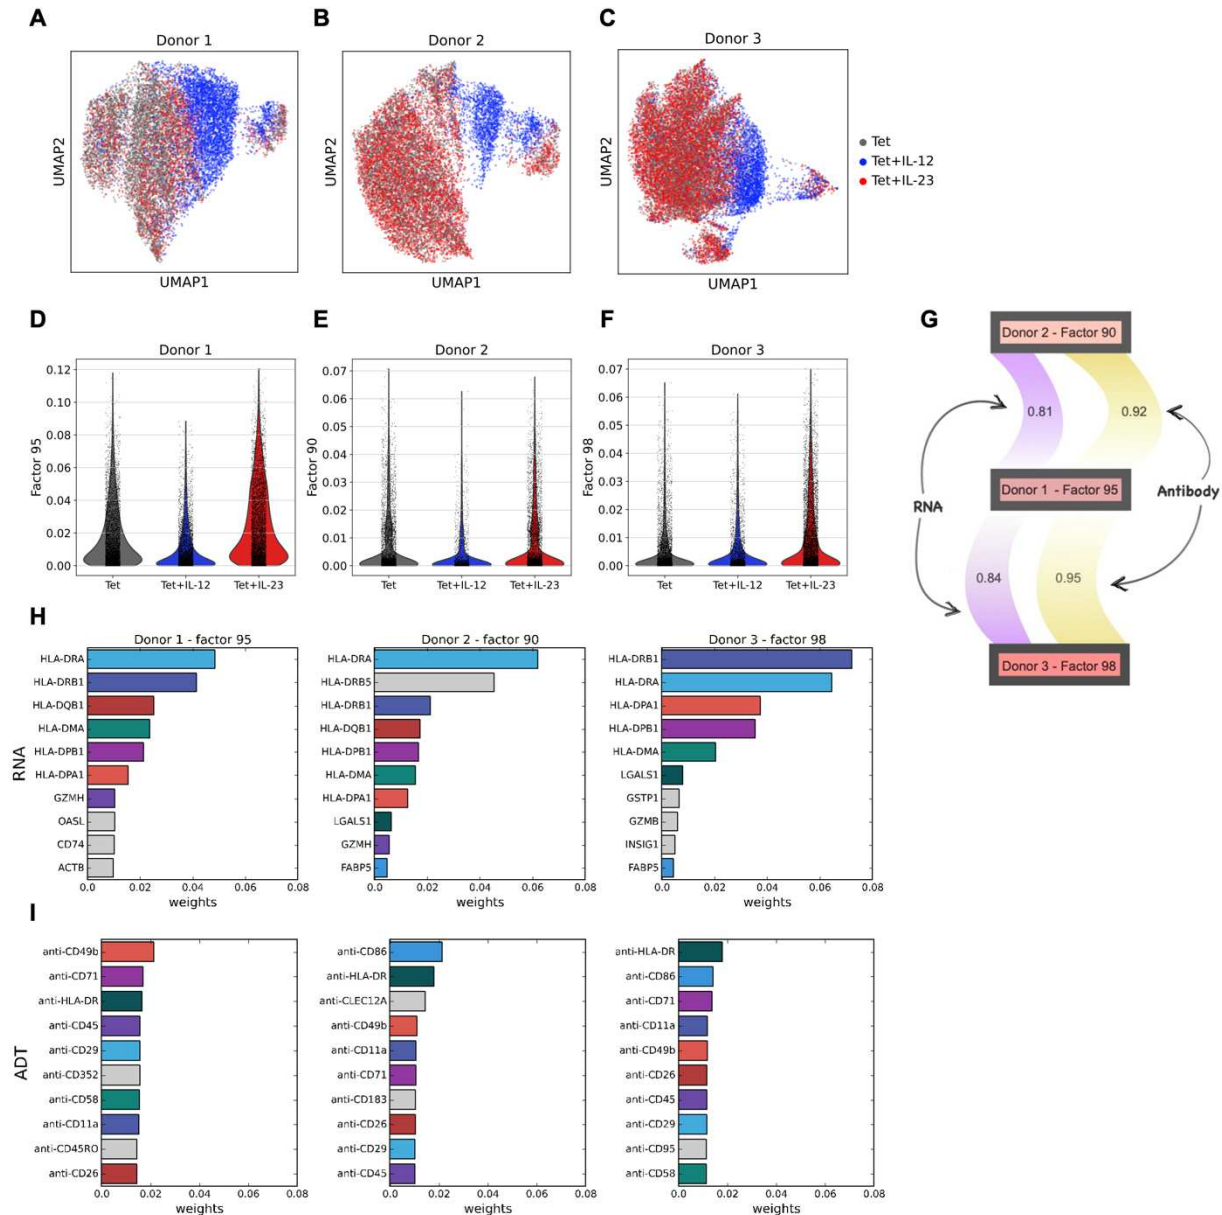 A
B
C
Donor 1
Donor 2
Donor 3
UMAP2
UMAP2
UMAP2
UMAP1
UMAP1
UMAP1
Tet
Tet+IL-12
Tet+IL-23
D
E
F
G
Donor 1
Donor 2
Donor 3
Factor 95
0.12
0.10
0.08
0.06
0.04
0.02
0.00
Tet Tet+IL-12 Tet+IL-23
Factor 90
0.07
0.06
0.05
0.04
0.03
0.02
0.01
0.00
Tet Tet+IL-12 Tet+IL-23
Factor 98
0.07
0.06
0.05
0.04
0.03
0.02
0.01
0.00
Tet Tet+IL-12 Tet+IL-23
Donor 2 - Factor 90
0.81
0.92
Donor 1 - Factor 95
RNA
Antibody
0.84
0.95
Donor 3 - Factor 98
H
RNA
Donor 1 - factor 95
HLA-DRA
HLA-DRB1
HLA-DQB1
HLA-DMA
HLA-DPB1
HLA-DPA1
GZMH
OASL
CD74
ACTB
0.0 0.02 0.04 0.06 0.08
weights
Donor 2 - factor 90
HLA-DRA
HLA-DRB5
HLA-DRB1
HLA-DQB1
HLA-DPB1
HLA-DMA
HLA-DPA1
LGALS1
GZMH
FABP5
0.0 0.02 0.04 0.06 0.08
weights
Donor 3 - factor 98
HLA-DRB1
HLA-DRA
HLA-DPA1
HLA-DPB1
HLA-DMA
LGALS1
GSTP1
GZMB
INSIG1
FABP5
0.0 0.02 0.04 0.06 0.08
weights
I
ADT
anti-CD49b
anti-CD71
anti-HLA-DR
anti-CD45
anti-CD29
anti-CD352
anti-CD58
anti-CD11a
anti-CD45RO
anti-CD26
0.0 0.02 0.04 0.06 0.08
weights
anti-CD86
anti-HLA-DR
anti-CLEC12A
anti-CD49b
anti-CD11a
anti-CD71
anti-CD183
anti-CD26
anti-CD29
anti-CD45
0.0 0.02 0.04 0.06 0.08
weights
anti-HLA-DR
anti-CD86
anti-CD71
anti-CD11a
anti-CD49b
anti-CD26
anti-CD45
anti-CD29
anti-CD95
anti-CD58
0.0 0.02 0.04 0.06 0.08
weights